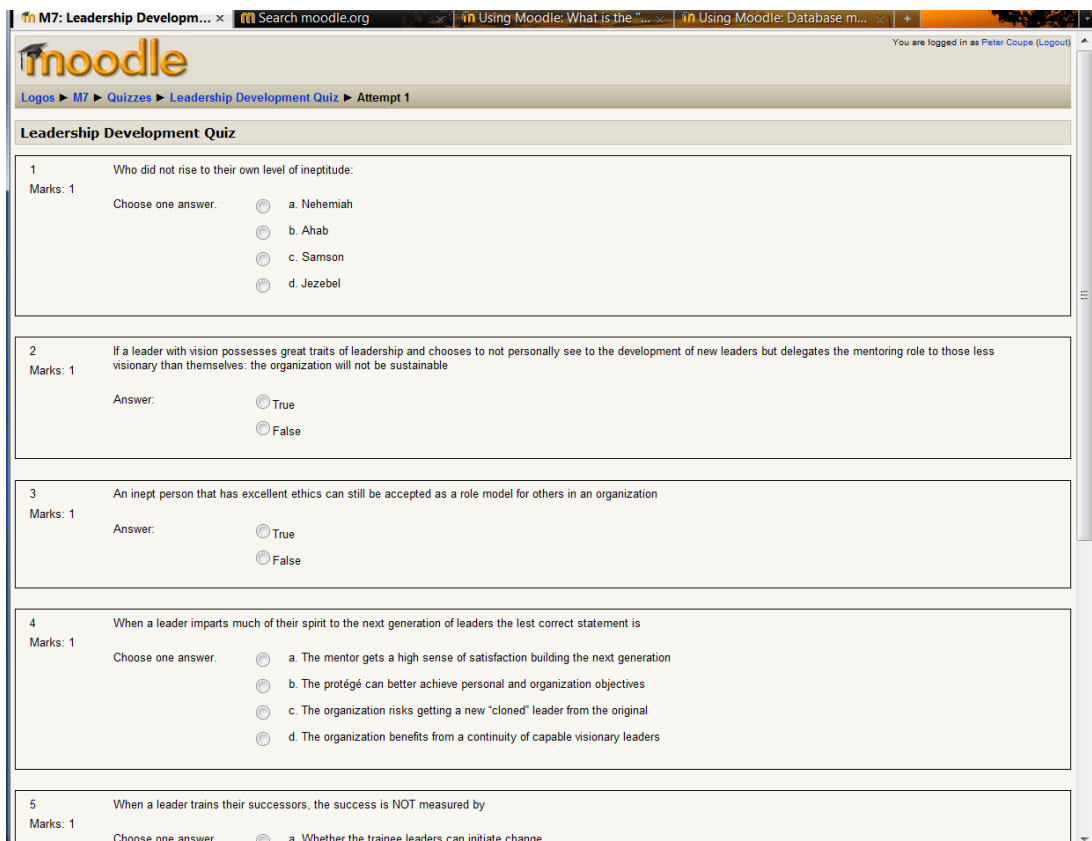 M7: Leadership Developm... ×
Search moodle.org ×
Using Moodle: What is the "... ×
Using Moodle: Database m... ×
+
moodle
You are logged in as Peter Coupe (Logout)
Logos ► M7 ► Quizzes ► Leadership Development Quiz ► Attempt 1
Leadership Development Quiz
1
Marks: 1
Who did not rise to their own level of ineptitude:
Choose one answer.
a. Nehemiah
b. Ahab
c. Samson
d. Jezebel
2
Marks: 1
If a leader with vision possesses great traits of leadership and chooses to not personally see to the development of new leaders but delegates the mentoring role to those less
visionary than themselves: the organization will not be sustainable
Answer:
True
False
3
Marks: 1
An inept person that has excellent ethics can still be accepted as a role model for others in an organization
Answer:
True
False
4
Marks: 1
When a leader imparts much of their spirit to the next generation of leaders the lest correct statement is
Choose one answer.
a. The mentor gets a high sense of satisfaction building the next generation
b. The protégé can better achieve personal and organization objectives
c. The organization risks getting a new “cloned” leader from the original
d. The organization benefits from a continuity of capable visionary leaders
5
Marks: 1
When a leader trains their successors, the success is NOT measured by
Choose one answer.
a. Whether the trainee leaders can initiate change